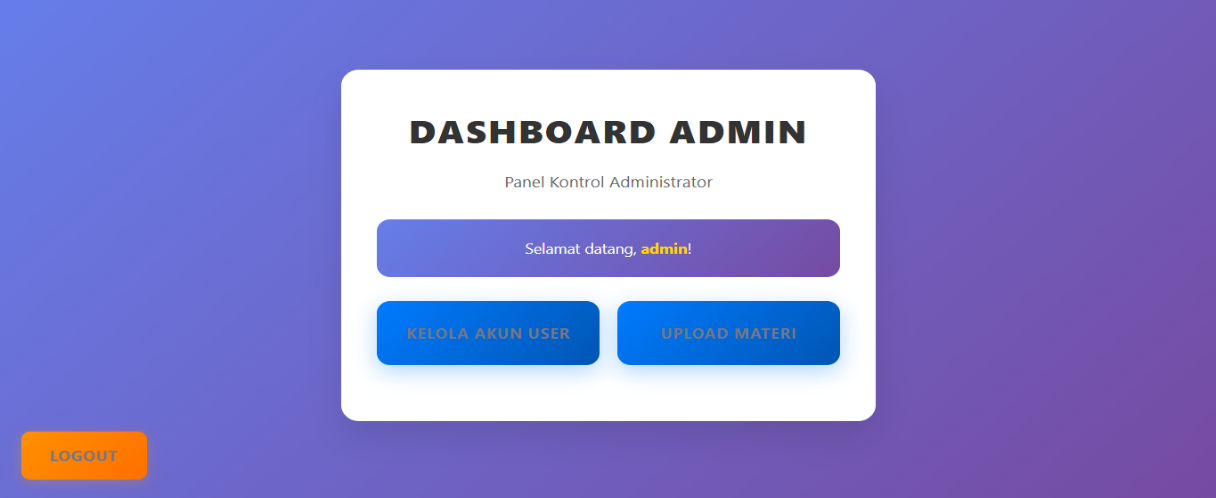 DASHBOARD ADMIN
Panel Kontrol Administrator
Selamat datang, admin!
KELOLA AKUN USER
UPLOAD MATERI
LOGOUT